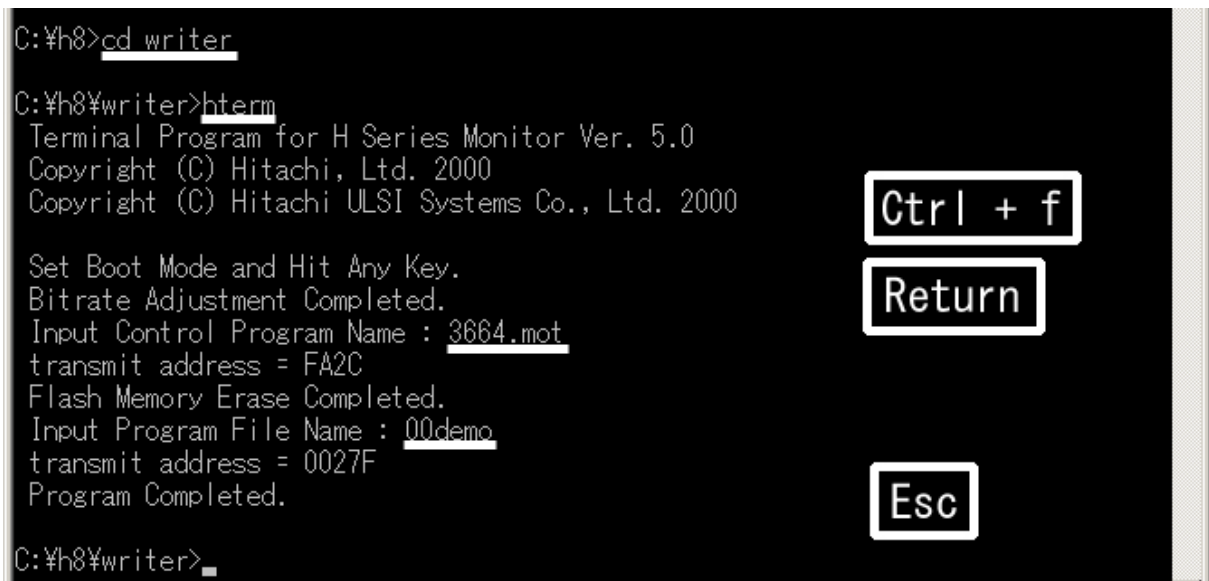 C:¥h8>cd writer
C:¥h8¥writer>hterm
Terminal Program for H Series Monitor Ver. 5.0
Copyright (C) Hitachi, Ltd. 2000
Copyright (C) Hitachi ULSI Systems Co., Ltd. 2000
Ctrl + f
Set Boot Mode and Hit Any Key.
Return
Bitrate Adjustment Completed.
Input Control Program Name : 3664.mot
transmit address = FA2C
Flash Memory Erase Completed.
Input Program File Name : 00demo
transmit address = 0027F
Program Completed.
Esc
C:¥h8¥writer>